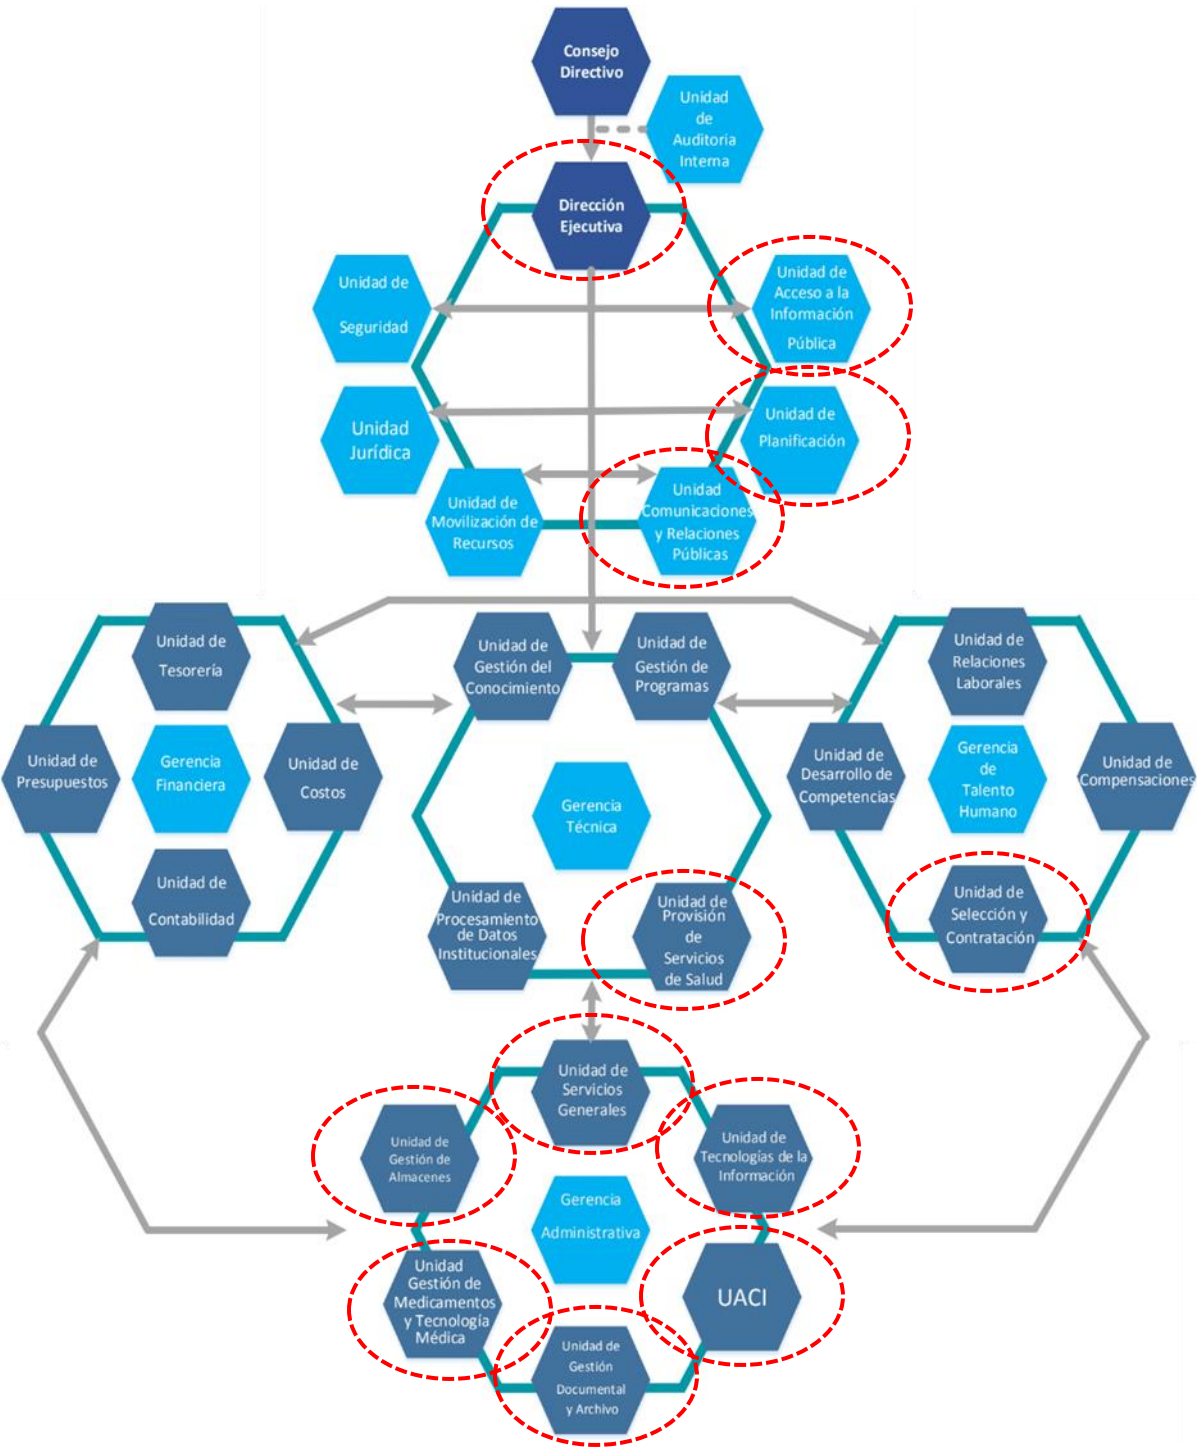 Consejo
Directivo
Unidad
de
Auditoria
Interna
Dirección
Ejecutiva
Unidad de
Seguridad
Unidad de
Acceso a la
Información
Pública
Unidad
Jurídica
Unidad de
Planificación
Unidad de
Movilización de
Recursos
Unidad
Comunicaciones
y Relaciones
Públicas
Unidad de
Tesorería
Unidad de
Presupuestos
Gerencia
Financiera
Unidad de
Costos
Unidad de
Contabilidad
Unidad de
Gestión del
Conocimiento
Unidad de
Gestión de
Programas
Gerencia
Técnica
Unidad de
Procesamiento
de Datos
Institucionales
Unidad de
Provisión
de
Servicios
de Salud
Unidad de
Relaciones
Laborales
Unidad de
Desarrollo de
Competencias
Gerencia
de
Talento
Humano
Unidad de
Compensaciones
Unidad de
Selección y
Contratación
Unidad de
Servicios
Generales
Unidad de
Gestión de
Almacenes
Unidad de
Tecnologías de la
Información
Gerencia
Administrativa
Unidad
Gestión de
Medicamentos
y Tecnología
Médica
UACI
Unidad de
Gestión
Documental
y Archivo